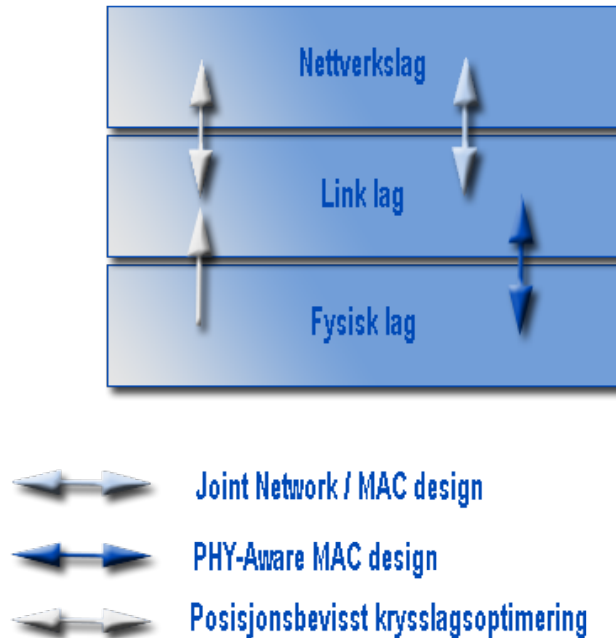 Nettverkslag
Link lag
Fysisk lag
Joint Network / MAC design
PHY-Aware MAC design
Posisjonsbevisst krysslagsoptimering